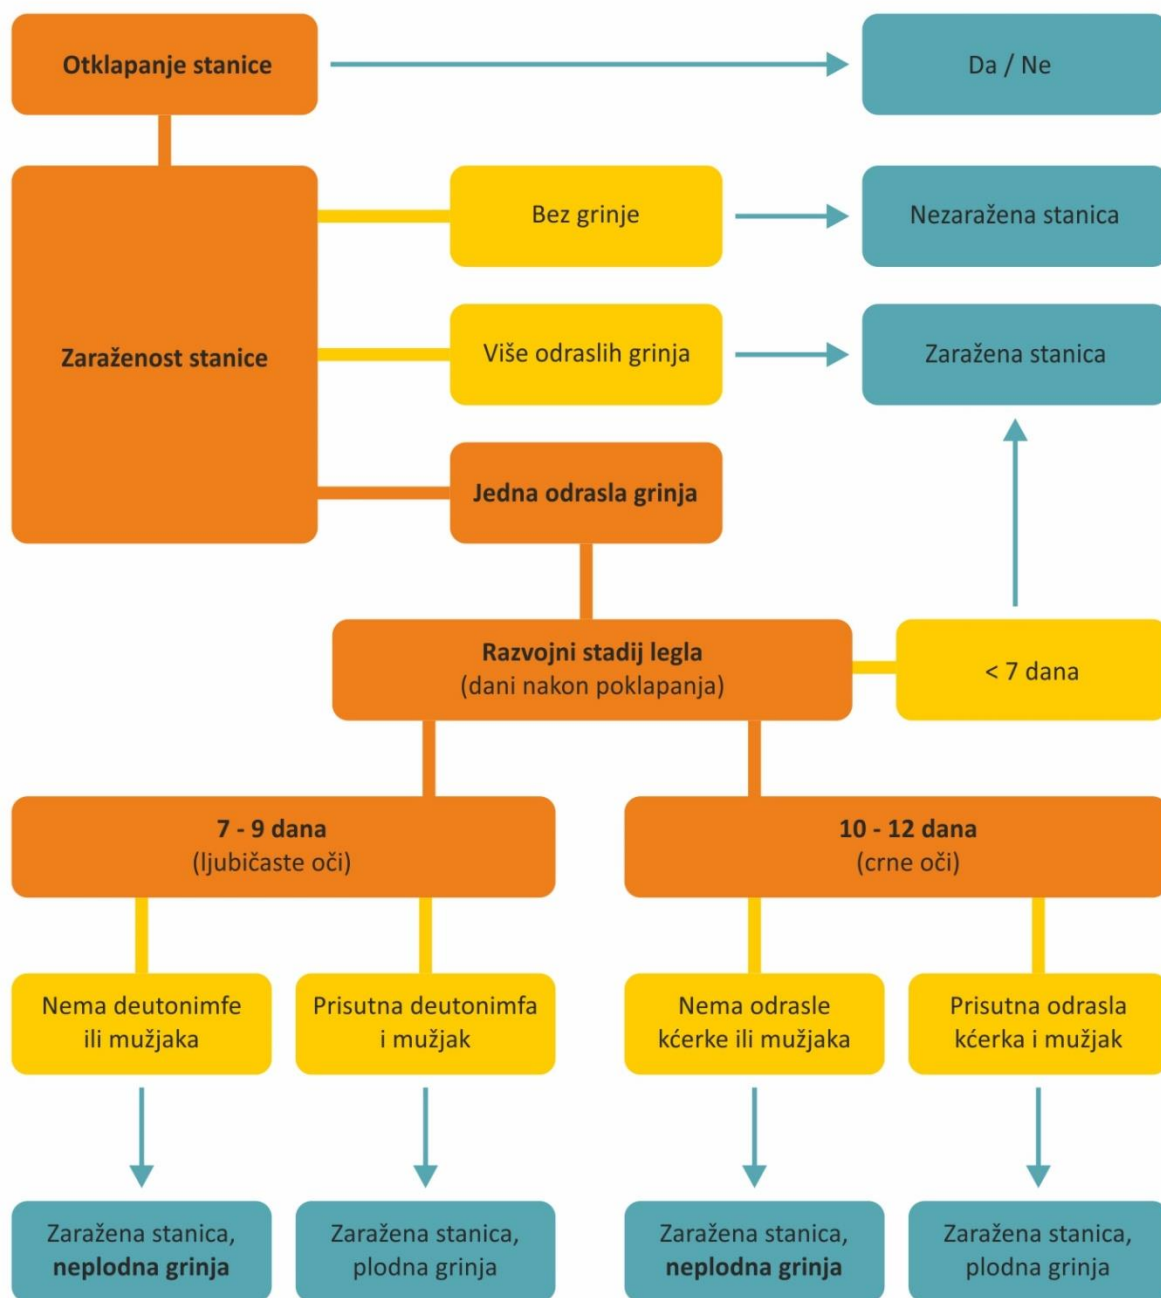 Otklapanje stanice
Da / Ne
Zaraženost stanice
Bez grinje
Nezaražena stanica
Više odraslih grinja
Zaražena stanica
Jedna odrasla grinja
Razvojni stadij legla
(dani nakon poklapanja)
< 7 dana
7 - 9 dana
(ljubičaste oči)
10 - 12 dana
(crne oči)
Nema deutonimfe
ili mužjaka
Prisutna deutonimfa
i mužjak
Nema odrasle
kćerke ili mužjaka
Prisutna odrasla
kćerka i mužjak
Zaražena stanica,
neplodna grinja
Zaražena stanica,
plodna grinja
Zaražena stanica,
neplodna grinja
Zaražena stanica,
plodna grinja